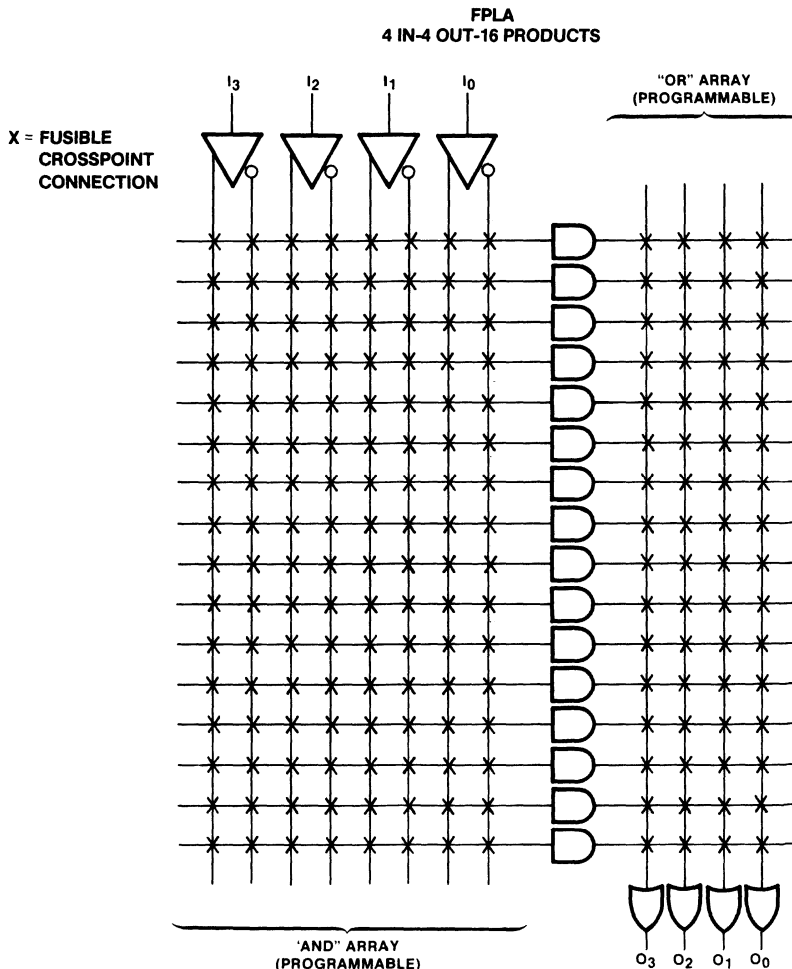 FPLA
4 IN-4 OUT-16 PRODUCTS
"OR" ARRAY
(PROGRAMMABLE)
I3 I2 I1 I0
X = FUSIBLE
CROSSPOINT
CONNECTION
'AND" ARRAY
(PROGRAMMABLE)
O3 O2 O1 O0